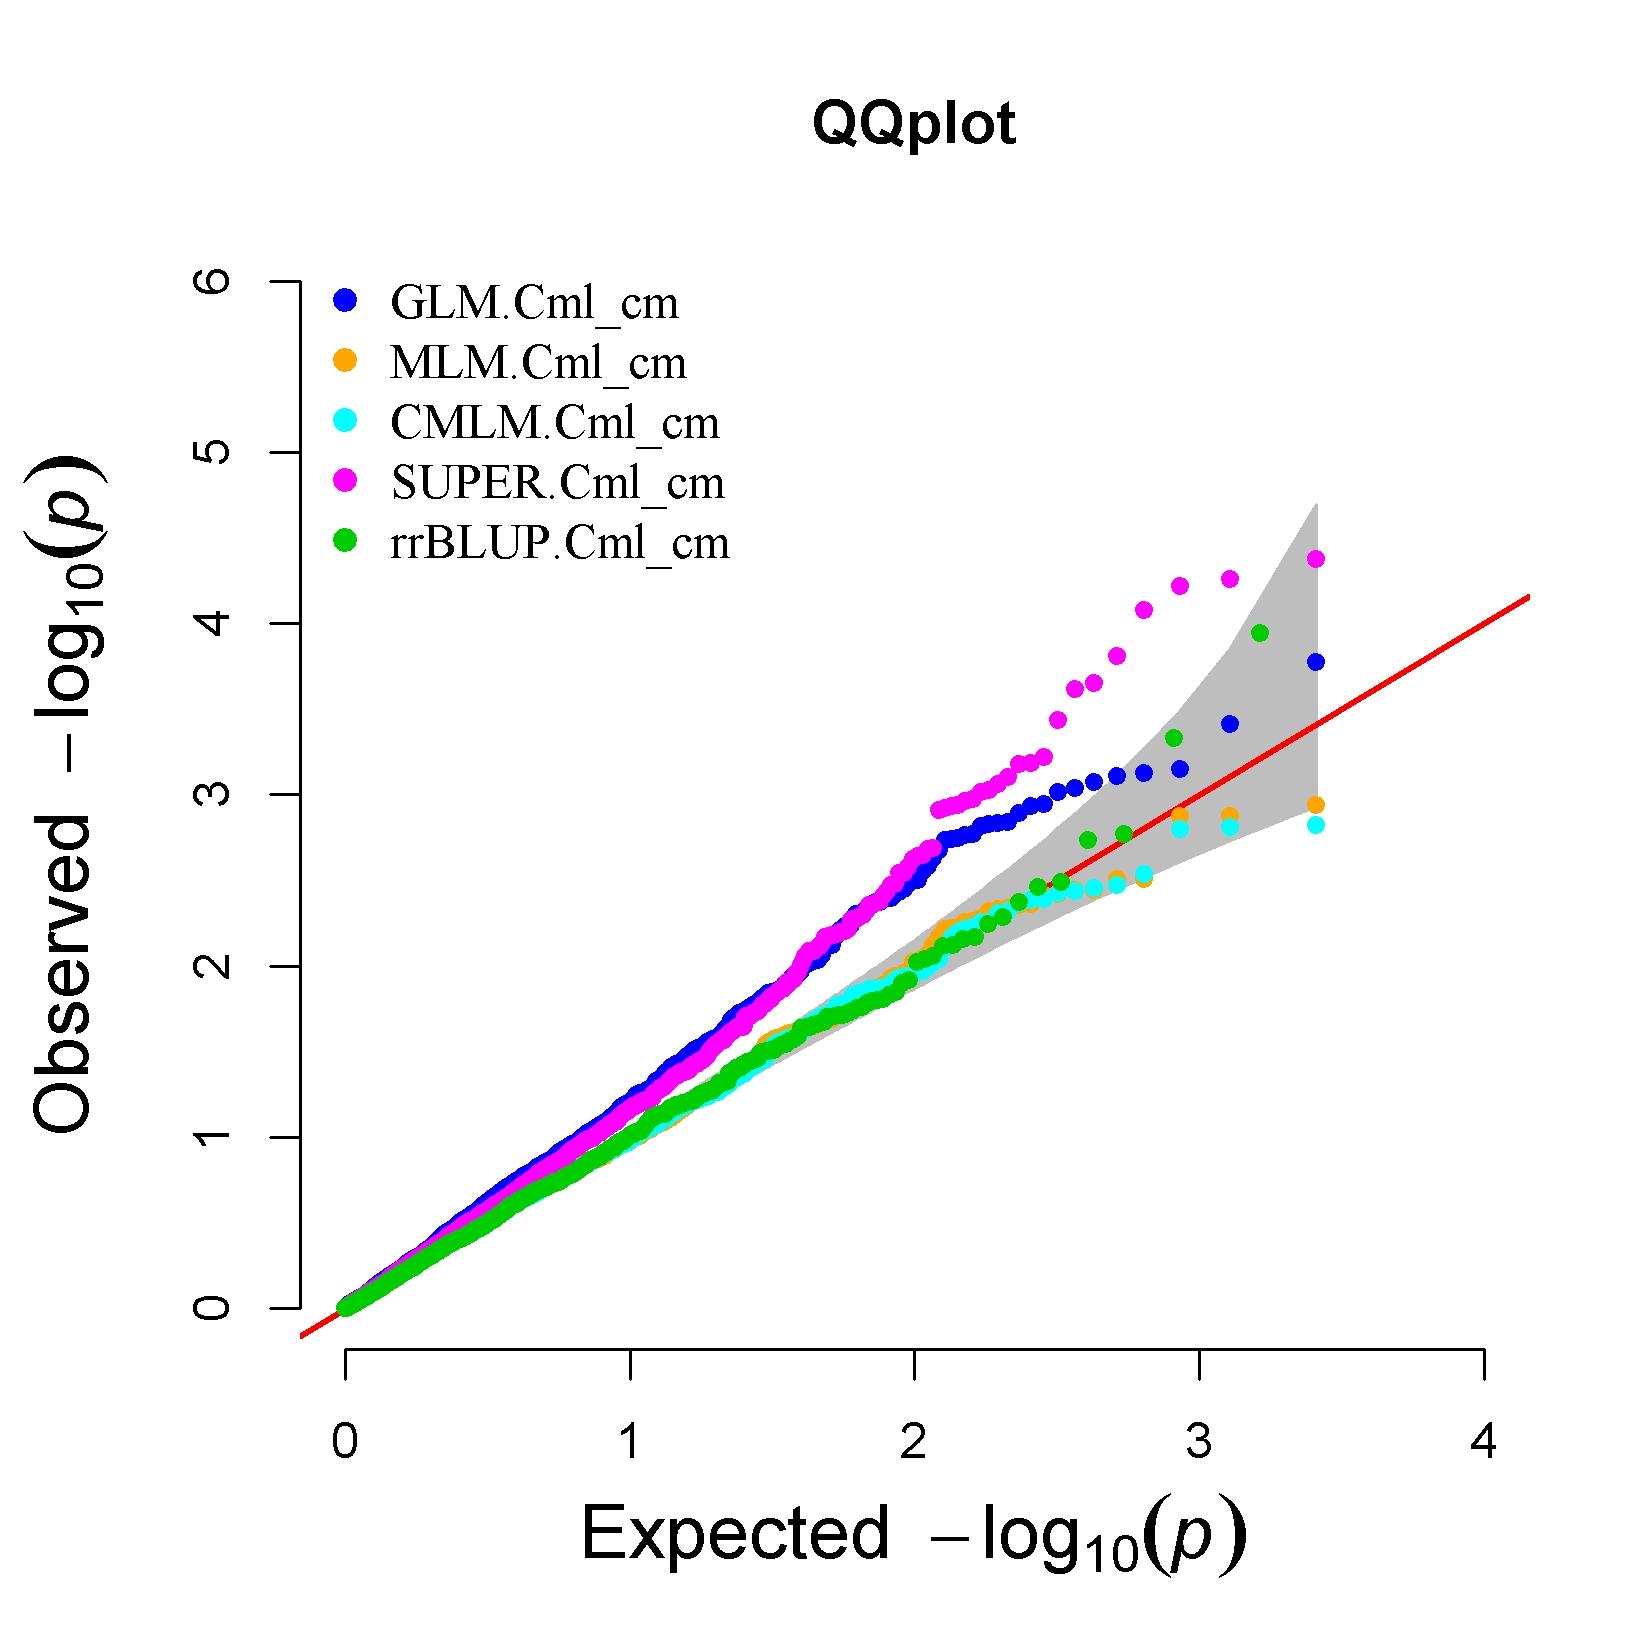 QQplot
6
5
4
3
2
1
0
GLM.Cml_cm
MLM.Cml_cm
CMLM.Cml_cm
SUPER.Cml_cm
rrBLUP.Cml_cm
Observed −log10(p)
0 1 2 3 4
Expected −log10(p)